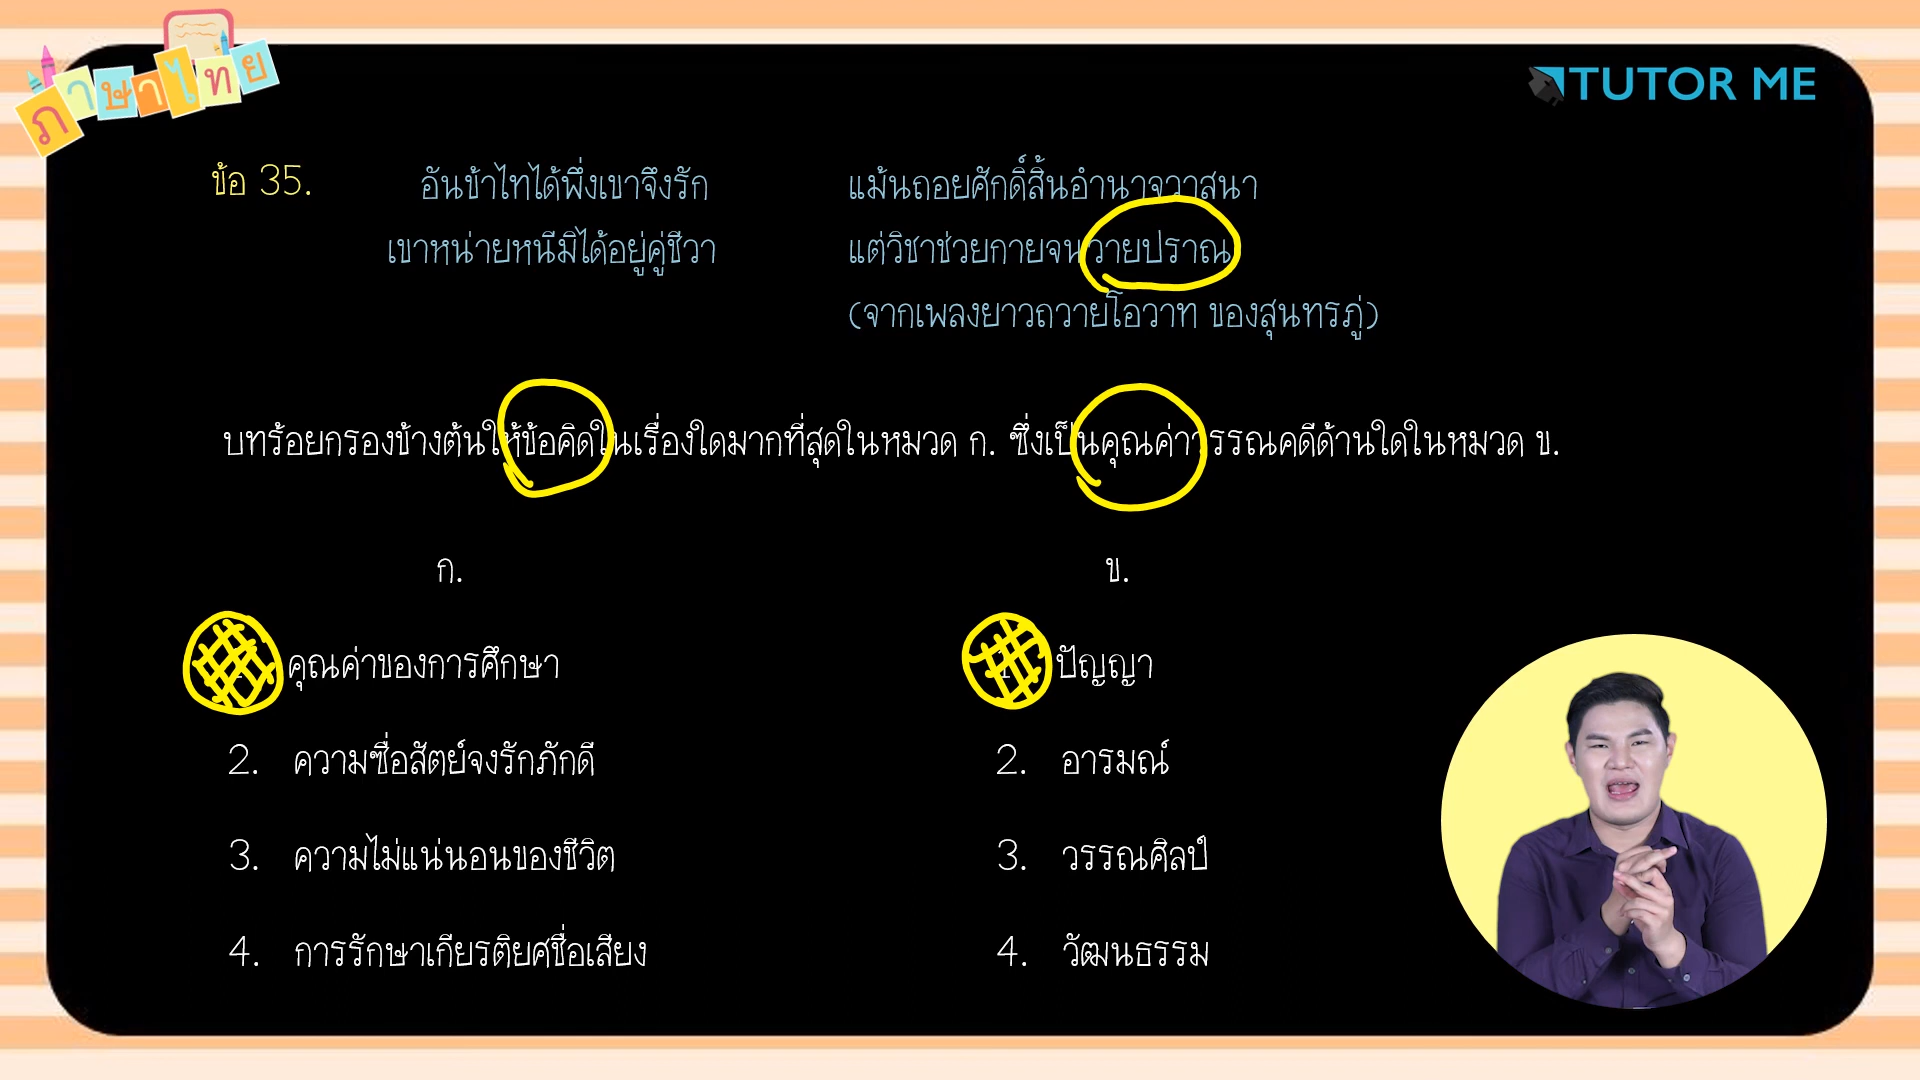 ภาษาไทย
TUTOR ME
ข้อ 35. อันข้าไทได้พึ่งเขาจึงรัก แม้นถอยศักดิ์สิ้นอำนาจวาสนา
เขาหน่ายหนีมิได้อยู่คู่ชีวา แต่วิชาช่วยกายจนวายปราณ
(จากเพลงยาวถวายโอวาท ของสุนทรภู่)
บทร้อยกรองข้างต้นให้ข้อคิดในเรื่องใดมากที่สุดในหมวด ก. ซึ่งเป็นคุณค่าวรรณคดีด้านใดในหมวด ข.
ก. ข.
คุณค่าของการศึกษา 1. ปัญญา
2. ความซื่อสัตย์จงรักภักดี 2. อารมณ์
3. ความไม่แน่นอนของชีวิต 3. วรรณศิลป์
4. การรักษาเกียรติยศชื่อเสียง 4. วัฒนธรรม